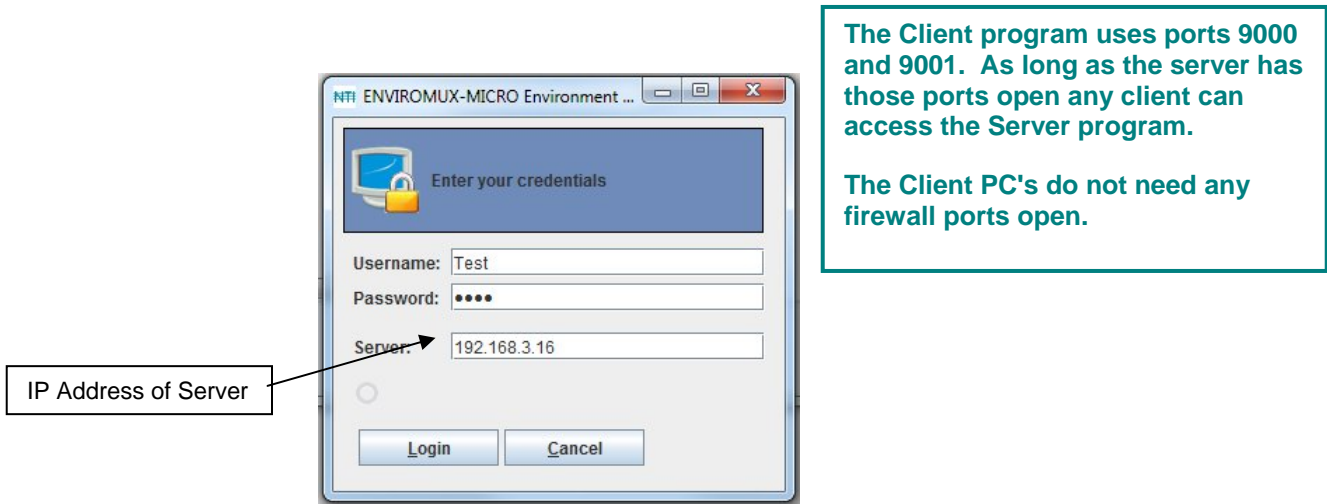 The Client program uses ports 9000
and 9001. As long as the server has
those ports open any client can
access the Server program.
The Client PC's do not need any
firewall ports open.
NTI ENVIROMUX-MICRO Environment ...
Enter your credentials
Username: Test
Password: ••••
Server: 192.168.3.16
IP Address of Server
Login Cancel